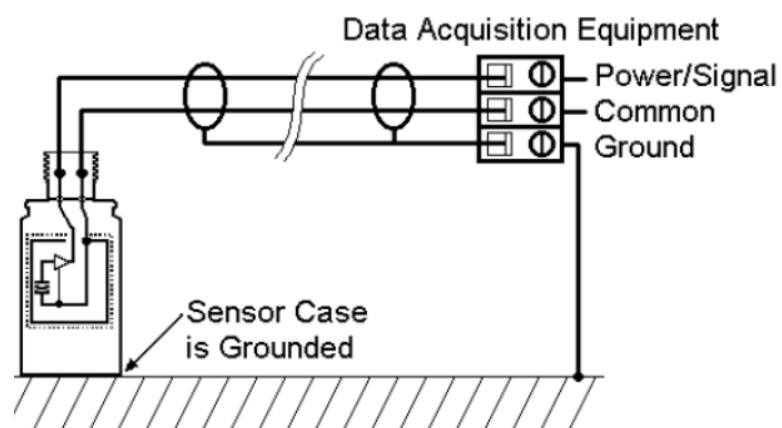 Data Acquisition Equipment
Power/Signal
Common
Ground
Sensor Case
is Grounded